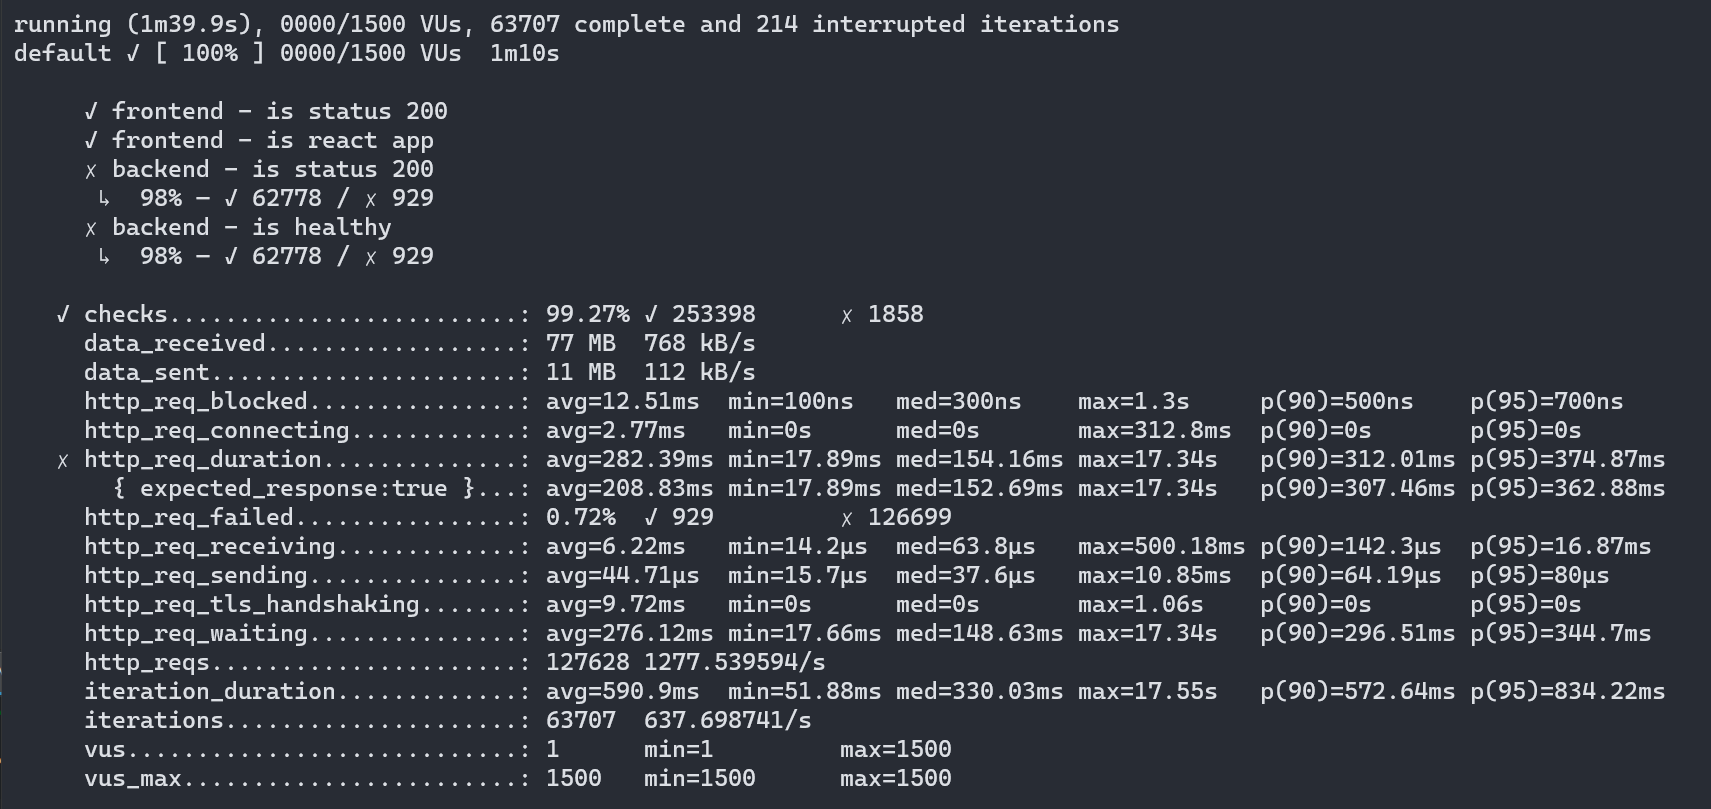 running (1m39.9s), 0000/1500 VUs, 63707 complete and 214 interrupted iterations
default ✓ [ 100% ] 0000/1500 VUs  1m10s

     ✓ frontend - is status 200
     ✓ frontend - is react app
     ✗ backend - is status 200
      ↳  98% — ✓ 62778 / ✗ 929
     ✗ backend - is healthy
      ↳  98% — ✓ 62778 / ✗ 929

   ✓ checks.........................: 99.27% ✓ 253398      ✗ 1858
     data_received..................: 77 MB  768 kB/s
     data_sent......................: 11 MB  112 kB/s
     http_req_blocked...............: avg=12.51ms  min=100ns   med=300ns    max=1.3s     p(90)=500ns    p(95)=700ns
     http_req_connecting............: avg=2.77ms   min=0s      med=0s       max=312.8ms  p(90)=0s       p(95)=0s
   ✗ http_req_duration..............: avg=282.39ms min=17.89ms med=154.16ms max=17.34s   p(90)=312.01ms p(95)=374.87ms
       { expected_response:true }...: avg=208.83ms min=17.89ms med=152.69ms max=17.34s   p(90)=307.46ms p(95)=362.88ms
     http_req_failed................: 0.72%  ✓ 929         ✗ 126699
     http_req_receiving.............: avg=6.22ms   min=14.2µs  med=63.8µs   max=500.18ms p(90)=142.3µs  p(95)=16.87ms
     http_req_sending...............: avg=44.71µs  min=15.7µs  med=37.6µs   max=10.85ms  p(90)=64.19µs  p(95)=80µs
     http_req_tls_handshaking.......: avg=9.72ms   min=0s      med=0s       max=1.06s    p(90)=0s       p(95)=0s
     http_req_waiting...............: avg=276.12ms min=17.66ms med=148.63ms max=17.34s   p(90)=296.51ms p(95)=344.7ms
     http_reqs......................: 127628 1277.539594/s
     iteration_duration.............: avg=590.9ms  min=51.88ms med=330.03ms max=17.55s   p(90)=572.64ms p(95)=834.22ms
     iterations.....................: 63707  637.698741/s
     vus............................: 1      min=1         max=1500
     vus_max........................: 1500   min=1500      max=1500